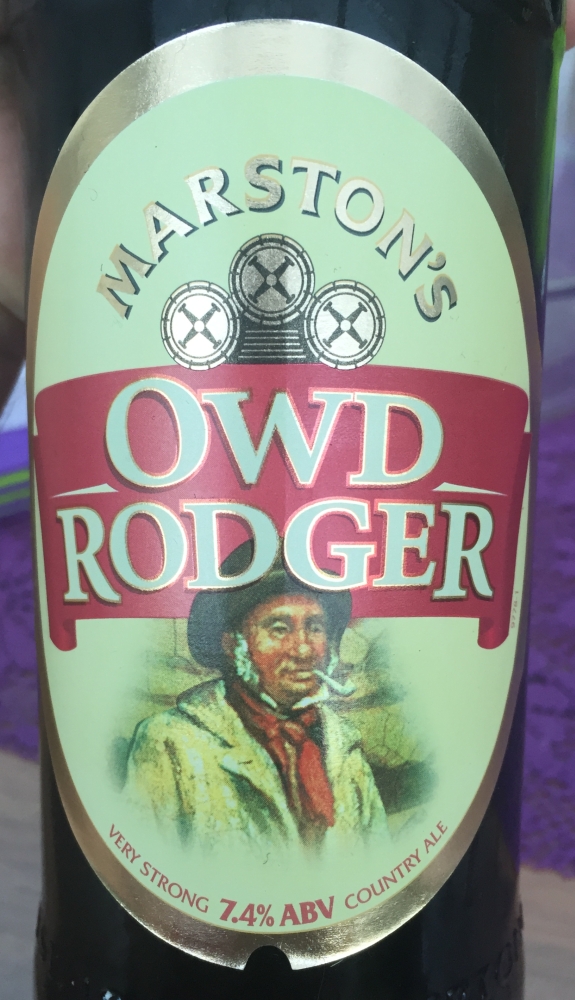 MARSTON'S
OWD
RODGER
VERY STRONG 7.4% ABV COUNTRY ALE